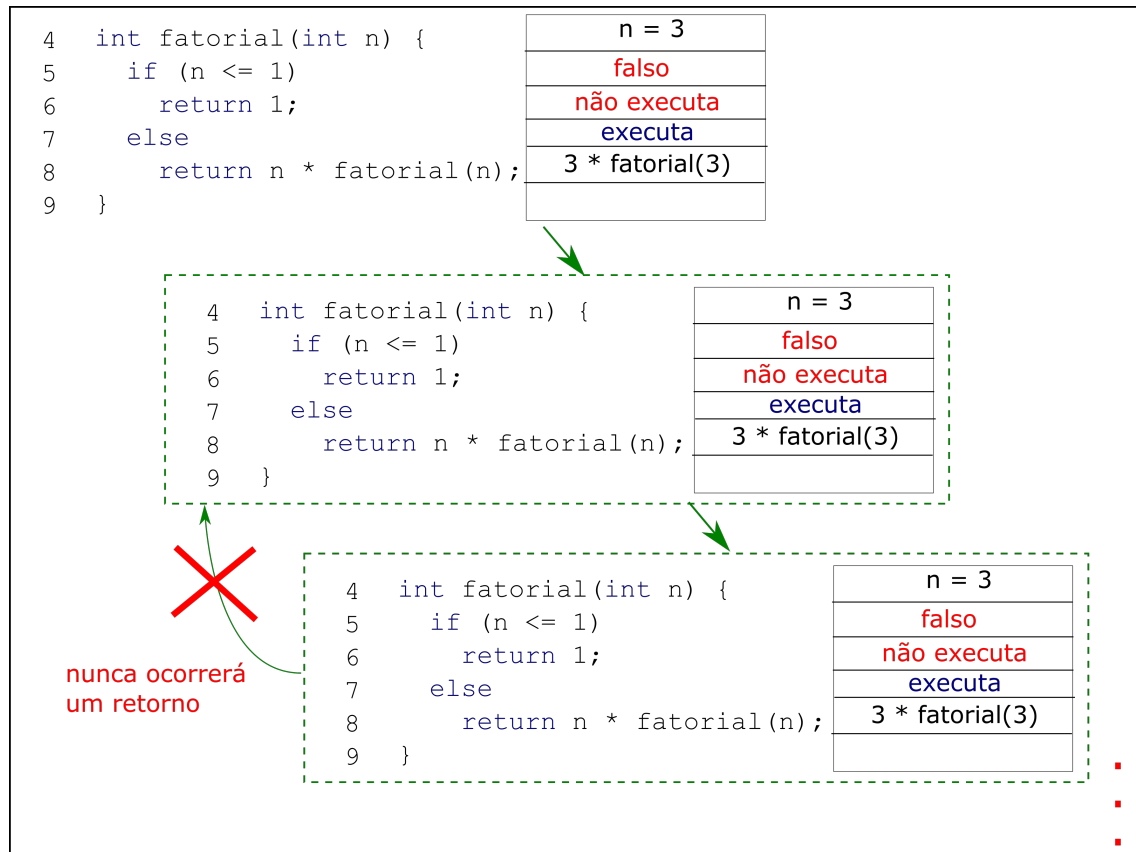 4 int fatorial(int n) { n = 3
5 if (n <= 1) falso
6 return 1; não executa
7 else executa
8 return n * fatorial(n); 3 * fatorial(3)
9 }
4 int fatorial(int n) { n = 3
5 if (n <= 1) falso
6 return 1; não executa
7 else executa
8 return n * fatorial(n); 3 * fatorial(3)
9 }
4 int fatorial(int n) { n = 3
5 if (n <= 1) falso
6 return 1; não executa
7 else executa
8 return n * fatorial(n); 3 * fatorial(3)
9 }
nunca ocorrerá
um retorno